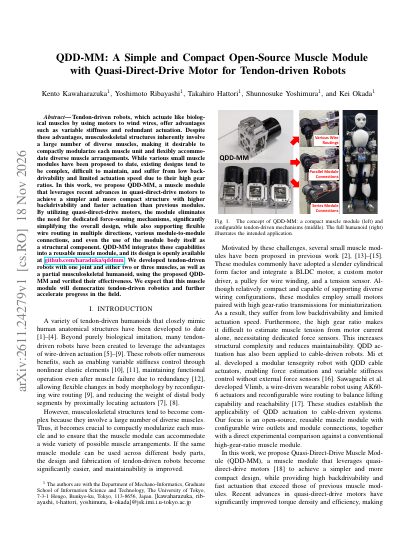 QDD-MM: A Simple and Compact Open-Source Muscle Module
with Quasi-Direct-Drive Motor for Tendon-driven Robots
Kento Kawaharazuka¹, Yoshimoto Ribayashi¹, Takahiro Hattori¹, Shunnosuke Yoshimura¹, and Kei Okada¹
Abstract—Tendon-driven robots, which actuate like biolog-
ical muscles by using motors to wind wires, offer advantages
such as variable stiffness and redundant actuation. Despite
these advantages, musculoskeletal structures inherently involve
a large number of diverse muscles, making it desirable to
compactly modularize each muscle unit and flexibly accommo-
date diverse muscle arrangements. While various small muscle
modules have been proposed to date, existing designs tend to be
complex, difficult to maintain, and suffer from low back-
drivability and limited actuation speed due to their high gear
ratios. In this work, we propose QDD-MM, a muscle module
that leverages recent advances in quasi-direct-drive motors to
achieve a simpler and more compact structure with higher
backdrivability and faster actuation than previous modules.
By utilizing quasi-direct-drive motors, the module eliminates
the need for dedicated force-sensing mechanisms, significantly
simplifying the overall design, while also supporting flexible
wire routing in multiple directions, various module-to-module
connections, and even the use of the module body itself as
a structural component. QDD-MM integrates these capabilities
into a reusable muscle module, and its design is openly available
at
We developed tendon-driven
robots with one joint and either two or three muscles, as well as
a partial musculoskeletal humanoid, using the proposed QDD-
MM and verified their effectiveness. We expect that this muscle
module will democratize tendon-driven robotics and further
accelerate progress in the field.
I. INTRODUCTION
A variety of tendon-driven humanoids that closely mimic
human anatomical structures have been developed to date
[1]–[4]. Beyond purely biological imitation, many tendon-
driven robots have been created to leverage the advantages
of wire-driven actuation [5]–[9]. These robots offer numerous
benefits, such as enabling variable stiffness control through
nonlinear elastic elements [10], [11], maintaining functional
operation even after muscle failure due to redundancy [12],
allowing flexible changes in body morphology by reconfigur-
ing wire routing [9], and reducing the weight of distal body
segments by proximally locating actuators [7], [8].
However, musculoskeletal structures tend to become com-
plex because they involve a large number of diverse muscles.
Thus, it becomes crucial to compactly modularize each mus-
cle and to ensure that the muscle module can accommodate
a wide variety of possible muscle arrangements. If the same
muscle module can be used across different body parts, the
design and fabrication of tendon-driven robots become
significantly easier, and maintainability is improved.
¹ The authors are with the Department of Mechano-Informatics, Graduate
School of Information Science and Technology, The University of Tokyo,
7-3-1 Hongo, Bunkyo-ku, Tokyo, 113-8656, Japan.
QDD-MM
Various Wire
Routings
Parallel Module
Connections
Series Module
Connections
Fig. 1. The concept of QDD-MM: a compact muscle module (left) and
configurable tendon-driven mechanisms (middle). The full humanoid (right)
illustrates the intended application.
Motivated by these challenges, several small muscle mod-
ules have been proposed in previous work [2], [13]–[15].
These modules commonly have adopted a slender cylindrical
form factor and integrate a BLDC motor, a custom motor
driver, a pulley for wire winding, and a tension sensor. Al-
though relatively compact and capable of supporting diverse
wiring configurations, these modules employ small motors
paired with high gear-ratio transmissions for miniaturization.
As a result, they suffer from low backdrivability and limited
actuation speed. Furthermore, the high gear ratio makes
it difficult to estimate muscle tension from motor current
alone, necessitating dedicated force sensors. This increases
structural complexity and reduces maintainability. QDD ac-
tuation has also been applied to cable-driven robots. Mi et
al. developed a modular tensegrity robot with QDD cable
actuators, enabling force estimation and variable stiffness
control without external force sensors [16]. Sawaguchi et al.
developed Vlimb, a wire-driven wearable robot using AK60-
6 actuators and reconfigurable wire routing to balance lifting
capability and reachability [17]. These studies establish the
applicability of QDD actuation to cable-driven systems.
Our focus is an open-source, reusable muscle module with
configurable wire outlets and module connections, together
with a direct experimental comparison against a conventional
high-gear-ratio muscle module.
In this work, we propose Quasi-Direct-Drive Muscle Mod-
ule (QDD-MM), a muscle module that leverages quasi-
direct-drive motors [18] to achieve a simpler and more com-
pact design, while providing high backdrivability and
fast actuation that exceed those of previous muscle mod-
ules. Recent advances in quasi-direct-drive motors have
significantly improved torque density and efficiency, making
arXiv:2611.24279v1 [cs.RO] 18 Nov 2026